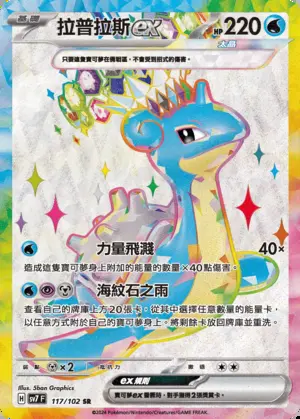 基礎 拉普拉斯ex HP220
太晶
只要這隻寶可夢在備戰區,不會受到招式的傷害。
力量飛濺 40×
造成這隻寶可夢身上附加的能量的數量×40點傷害。
海紋石之雨
查看自己的牌庫上方20張卡,從其中選擇任意數量的能量卡,
以任意方式附於自己的寶可夢身上。將剩餘卡放回牌庫並重洗。
×2
ex規則
寶可夢ex【昏厥】時,對手獲得2張獎賞卡。
Illus. 5ban Graphics
H SV7 F 117/102 SR
©2024 Pokémon/Nintendo/Creatures/GAME FREAK.